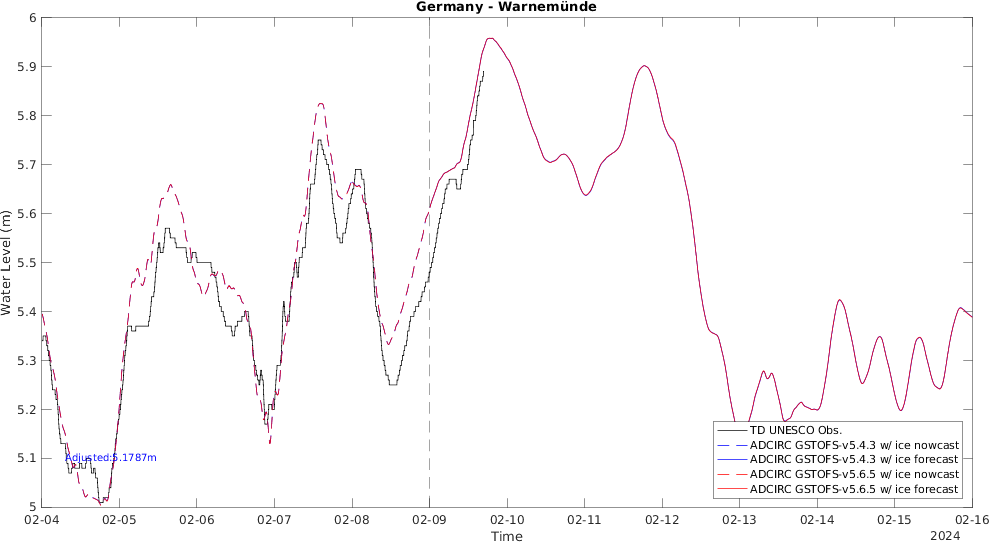 Germany - Warnemünde
6
5.9
5.8
5.7
5.6
5.5
5.4
5.3
5.2
5.1
5
Water Level (m)
Adjusted:5.1787m
TD UNESCO Obs.
ADCIRC GSTOFS-v5.4.3 w/ ice nowcast
ADCIRC GSTOFS-v5.4.3 w/ ice forecast
ADCIRC GSTOFS-v5.6.5 w/ ice nowcast
ADCIRC GSTOFS-v5.6.5 w/ ice forecast
02-04 02-05 02-06 02-07 02-08 02-09 02-10 02-11 02-12 02-13 02-14 02-15 02-16
Time
2024